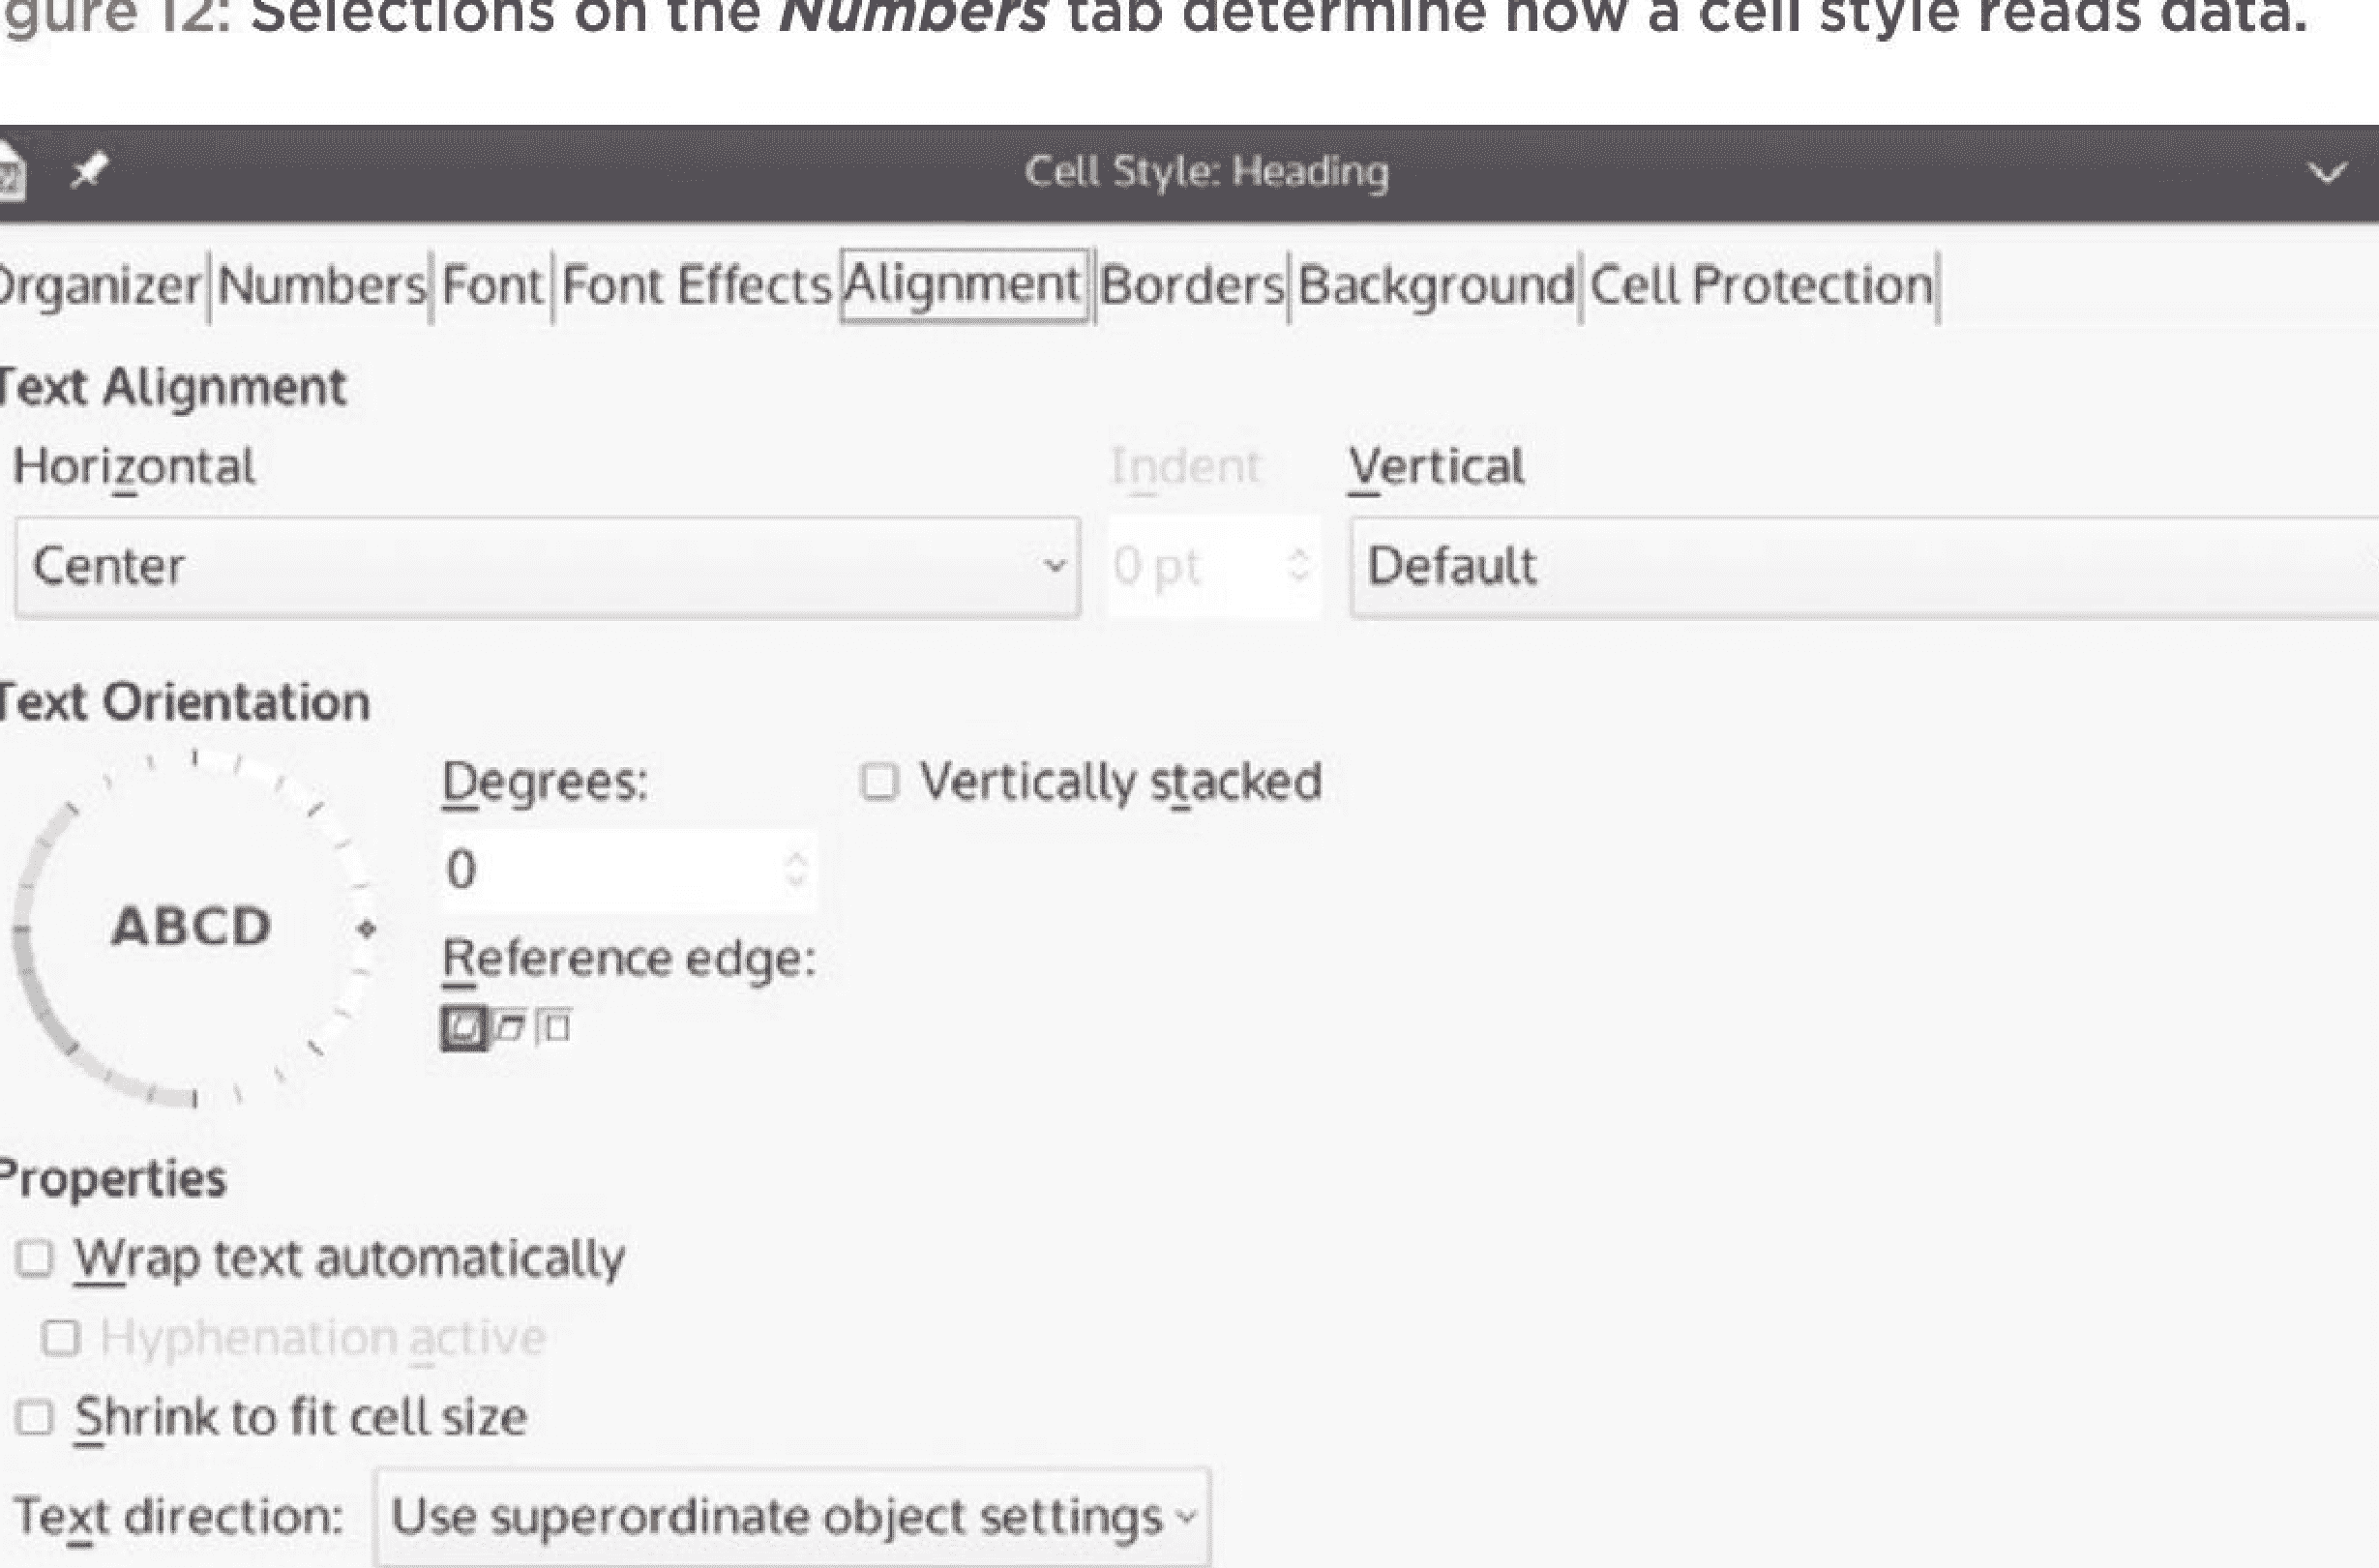 gure 12: Selections on the Numbers tab determine how a cell style reads data.
Cell Style: Heading
Organizer Numbers Font Font Effects Alignment Borders Background Cell Protection
Text Alignment
Horizontal Indent Vertical
Center 0 pt Default
Text Orientation
Degrees: Vertically stacked
0
ABCD
Reference edge:
Properties
Wrap text automatically
Hyphenation active
Shrink to fit cell size
Text direction: Use superordinate object settings